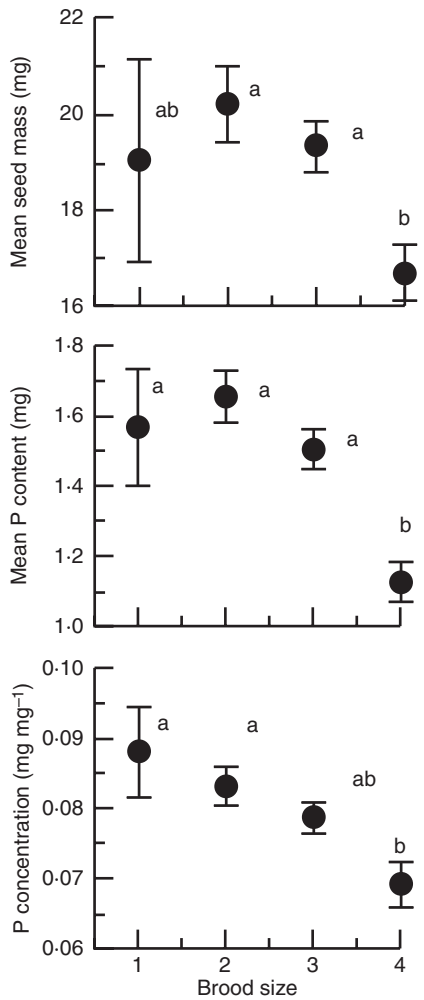 Mean seed mass (mg)
22
20
18
16
ab
a
a
b
Mean P content (mg)
1·8
1·6
1·4
1·2
1·0
a
a
a
b
P concentration (mg mg–1)
0·10
0·09
0·08
0·07
0·06
a
a
ab
b
1 2 3 4
Brood size